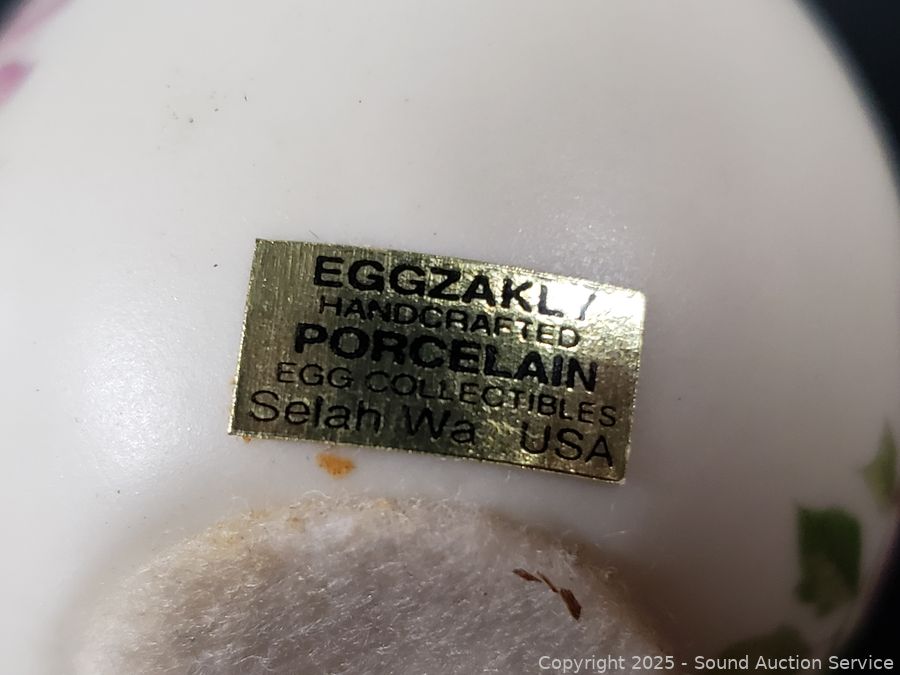 EGGZAKLY
HANDCRAFTED
PORCELAIN
EGG COLLECTIBLES
Selah Wa USA
Copyright 2025 - Sound Auction Service